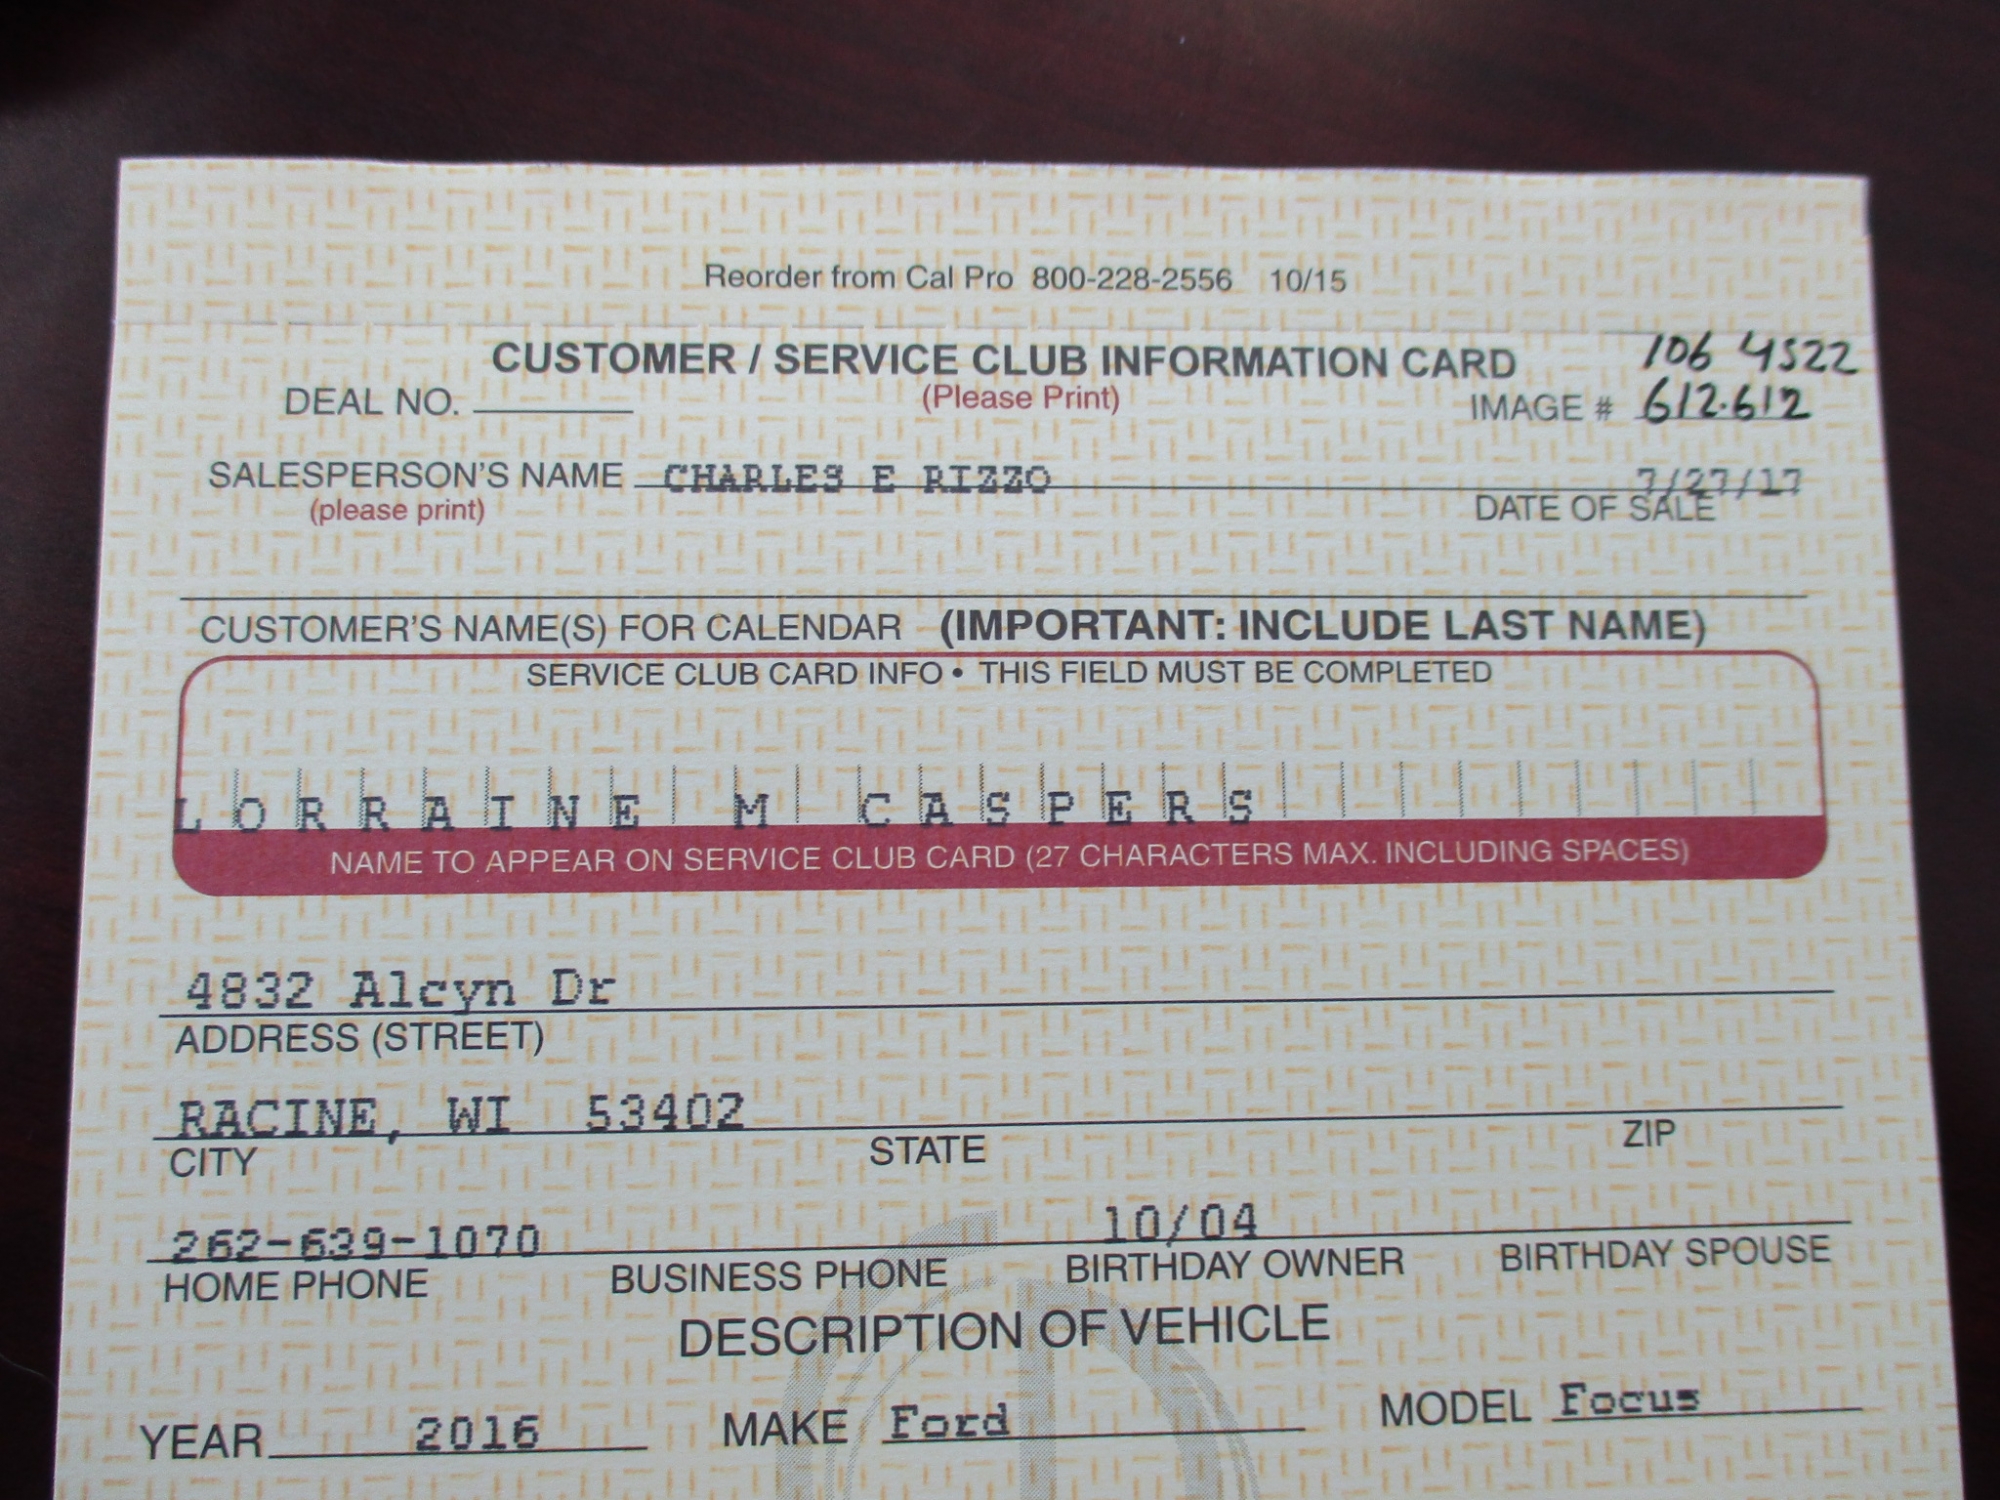 Reorder from Cal Pro 800-228-2556 10/15
CUSTOMER / SERVICE CLUB INFORMATION CARD 106 4522
DEAL NO. (Please Print) IMAGE # 612.612
SALESPERSON'S NAME CHARLES E RIZZO 7/27/17
(please print) DATE OF SALE
CUSTOMER'S NAME(S) FOR CALENDAR (IMPORTANT: INCLUDE LAST NAME)
SERVICE CLUB CARD INFO • THIS FIELD MUST BE COMPLETED
LORRAINE M CASPERS
NAME TO APPEAR ON SERVICE CLUB CARD (27 CHARACTERS MAX. INCLUDING SPACES)
4832 Alcyn Dr
ADDRESS (STREET)
RACINE, WI 53402
CITY STATE ZIP
262-639-1070 10/04
HOME PHONE BUSINESS PHONE BIRTHDAY OWNER BIRTHDAY SPOUSE
DESCRIPTION OF VEHICLE
YEAR 2016 MAKE Ford MODEL Focus